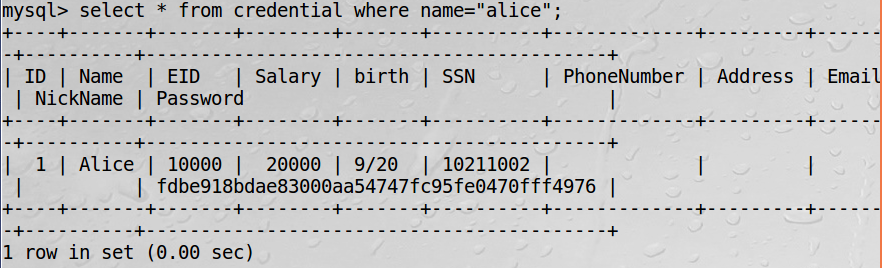 mysql> select * from credential where name="alice";
+----+-------+-------+--------+-------+----------+-------------+---------+------
-+----------+------------------------------------------+
| ID | Name  | EID   | Salary | birth | SSN      | PhoneNumber | Address | Email
 | NickName | Password                                 |
+----+-------+-------+--------+-------+----------+-------------+---------+------
-+----------+------------------------------------------+
|  1 | Alice | 10000 |  20000 | 9/20  | 10211002 |             |         |
 |          | fdbe918bdae83000aa54747fc95fe0470fff4976 |
+----+-------+-------+--------+-------+----------+-------------+---------+------
-+----------+------------------------------------------+
1 row in set (0.00 sec)